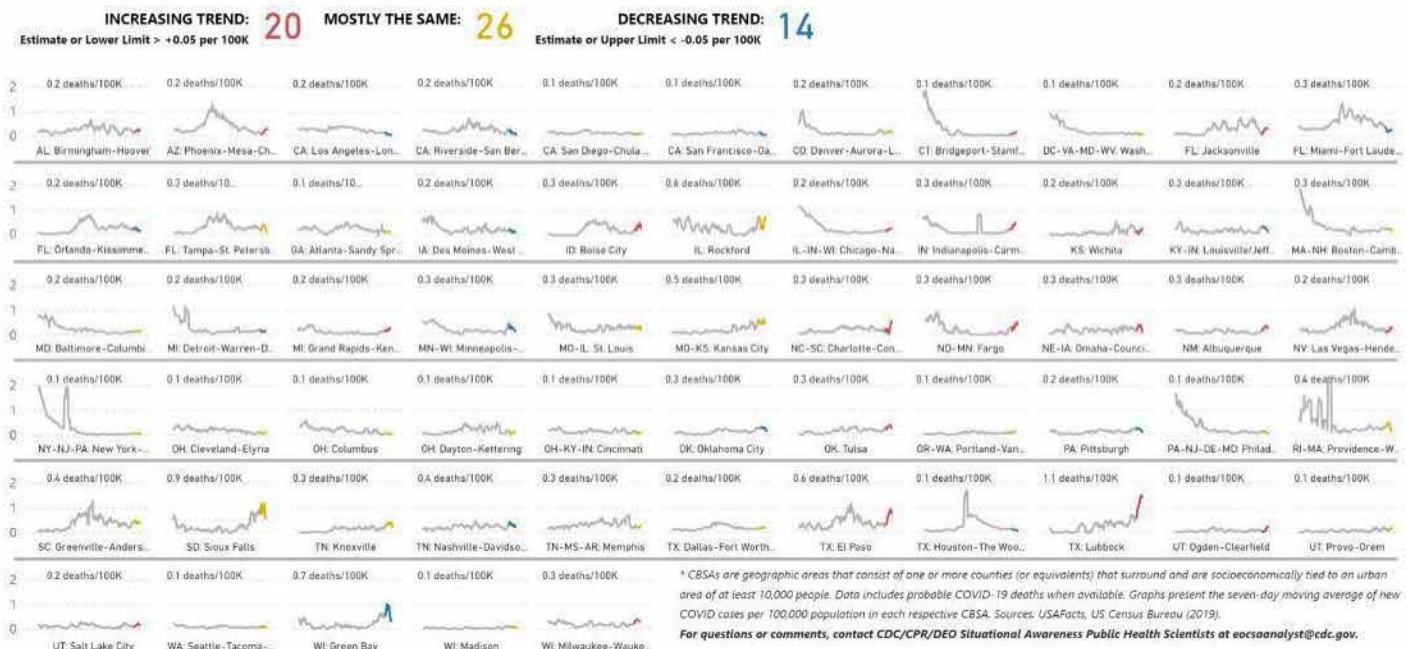 INCREASING TREND: 20 MOSTLY THE SAME: 26 DECREASING TREND: 14
Estimate or Lower Limit > +0.05 per 100K Estimate or Upper Limit < -0.05 per 100K
2 0.2 deaths/100K 0.2 deaths/100K 0.2 deaths/100K 0.2 deaths/100K 0.1 deaths/100K 0.1 deaths/100K 0.2 deaths/100K 0.1 deaths/100K 0.1 deaths/100K 0.2 deaths/100K 0.3 deaths/100K
1
0
AL: Birmingham-Hoover AZ: Phoenix-Mesa-Ch... CA: Los Angeles-Lon... CA: Riverside-San Ber... CA: San Diego-Chula... CA: San Francisco-Oa... CO: Denver-Aurora-L... CT: Bridgeport-Stamf... DC-VA-MD-WV: Wash... FL: Jacksonville FL: Miami-Fort Laude...
2 0.2 deaths/100K 0.3 deaths/10... 0.1 deaths/10... 0.2 deaths/100K 0.3 deaths/100K 0.6 deaths/100K 0.2 deaths/100K 0.3 deaths/100K 0.2 deaths/100K 0.3 deaths/100K 0.3 deaths/100K
1
0
FL: Orlando-Kissimme... FL: Tampa-St. Petersb... GA: Atlanta-Sandy Spr... IA: Des Moines-West... ID: Boise City IL: Rockford IL-IN-WI: Chicago-Na... IN: Indianapolis-Carm... KS: Wichita KY-IN: Louisville/Jeff... MA-NH: Boston-Camb...
2 0.2 deaths/100K 0.2 deaths/100K 0.2 deaths/100K 0.3 deaths/100K 0.3 deaths/100K 0.5 deaths/100K 0.3 deaths/100K 0.3 deaths/100K 0.3 deaths/100K 0.3 deaths/100K 0.2 deaths/100K
1
0
MD: Baltimore-Columbi... MI: Detroit-Warren-D... MI: Grand Rapids-Ken... MN-WI: Minneapolis-... MO-IL: St. Louis MO-KS: Kansas City NC-SC: Charlotte-Con... ND-MN: Fargo NE-IA: Omaha-Counci... NM: Albuquerque NV: Las Vegas-Hende...
2 0.1 deaths/100K 0.1 deaths/100K 0.1 deaths/100K 0.1 deaths/100K 0.1 deaths/100K 0.3 deaths/100K 0.3 deaths/100K 0.1 deaths/100K 0.2 deaths/100K 0.1 deaths/100K 0.4 deaths/100K
1
0
NY-NJ-PA: New York-... OH: Cleveland-Elyria OH: Columbus OH: Dayton-Kettering OH-KY-IN: Cincinnati OK: Oklahoma City OK: Tulsa OR-WA: Portland-Van... PA: Pittsburgh PA-NJ-DE-MD: Philad... RI-MA: Providence-W...
2 0.4 deaths/100K 0.9 deaths/100K 0.3 deaths/100K 0.4 deaths/100K 0.3 deaths/100K 0.2 deaths/100K 0.6 deaths/100K 0.1 deaths/100K 1.1 deaths/100K 0.1 deaths/100K 0.1 deaths/100K
1
0
SC: Greenville-Anders... SD: Sioux Falls TN: Knoxville TN: Nashville-Davidso... TN-MS-AR: Memphis TX: Dallas-Fort Worth... TX: El Paso TX: Houston-The Woo... TX: Lubbock UT: Ogden-Clearfield UT: Provo-Orem
2 0.2 deaths/100K 0.1 deaths/100K 0.7 deaths/100K 0.1 deaths/100K 0.3 deaths/100K
1
0
UT: Salt Lake City WA: Seattle-Tacoma-... WI: Green Bay WI: Madison WI: Milwaukee-Wauke...
* CBSAs are geographic areas that consist of one or more counties (or equivalents) that surround and are socioeconomically tied to an urban
area of at least 10,000 people. Data includes probable COVID-19 deaths when available. Graphs present the seven-day moving average of new
COVID cases per 100,000 population in each respective CBSA. Sources: USAFacts, US Census Bureau (2019).
For questions or comments, contact CDC/CPR/DEO Situational Awareness Public Health Scientists at eocsaanalyst@cdc.gov.